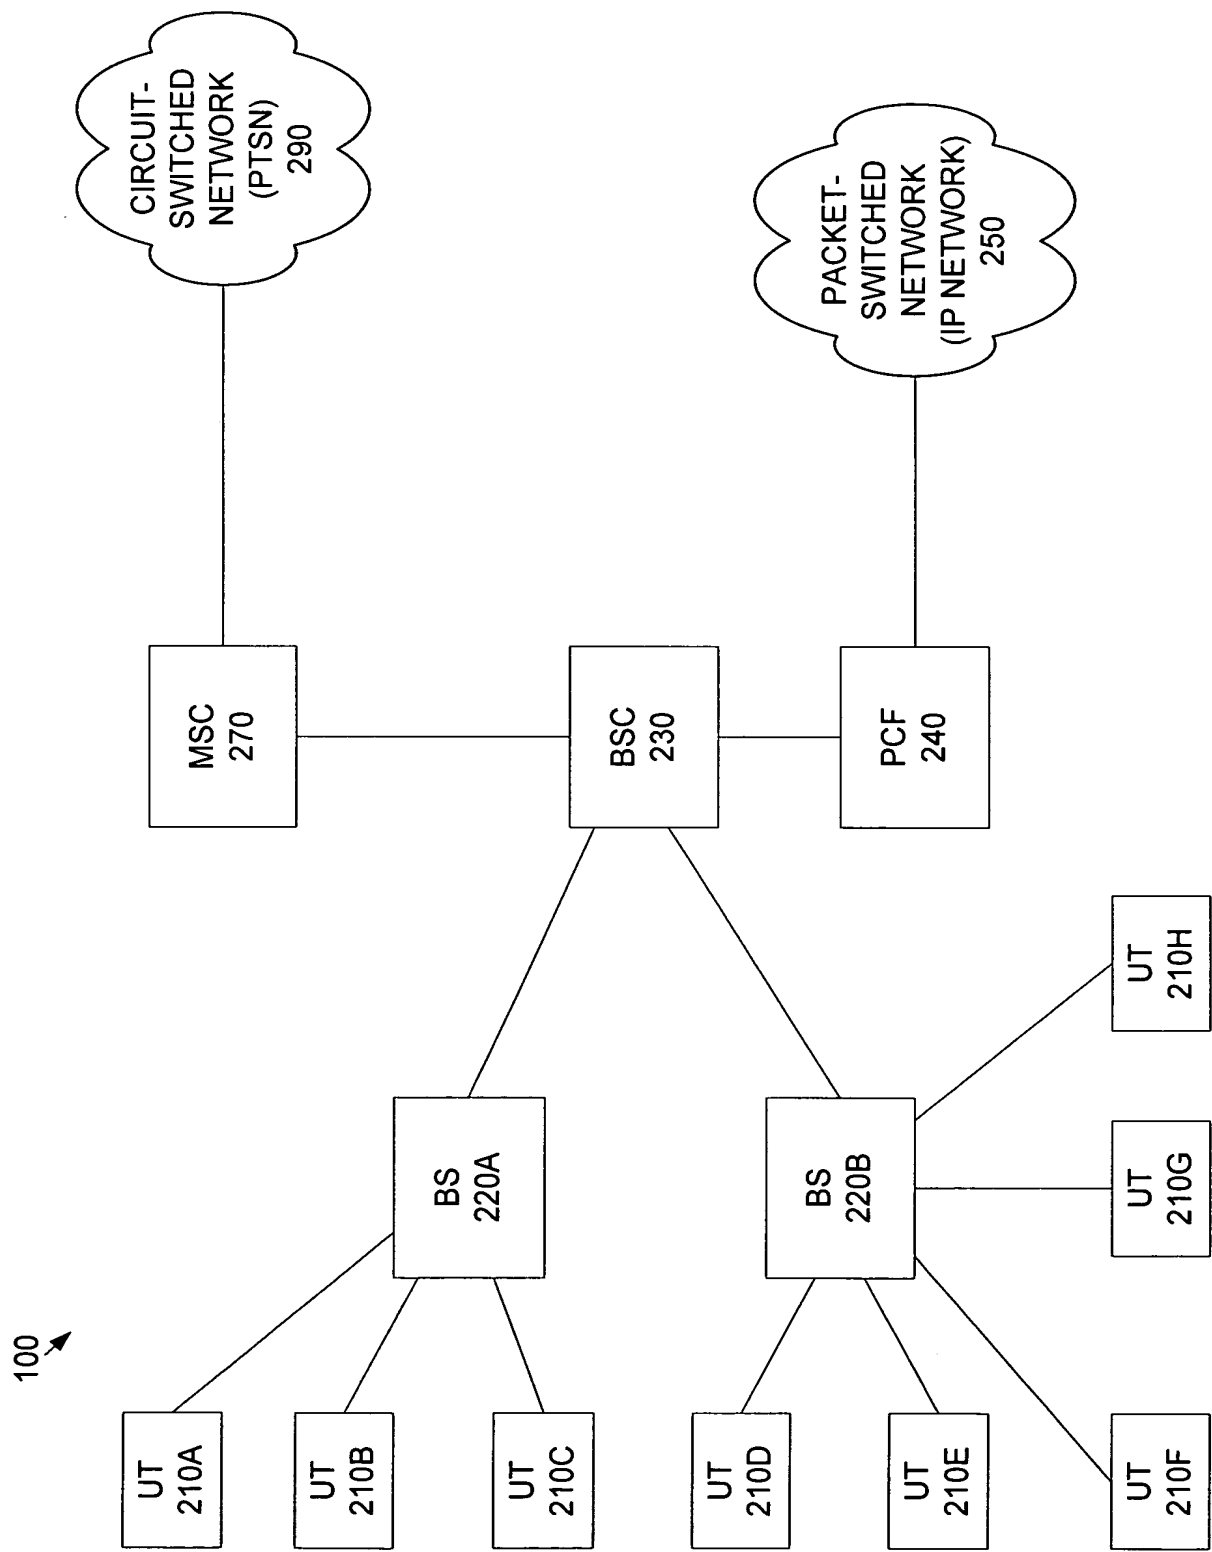 100
UT
210A
UT
210B
UT
210C
UT
210D
UT
210E
UT
210F
UT
210G
UT
210H
BS
220A
BS
220B
MSC
270
BSC
230
PCF
240
CIRCUIT-
SWITCHED
NETWORK
(PTSN)
290
PACKET-
SWITCHED
NETWORK
(IP NETWORK)
250